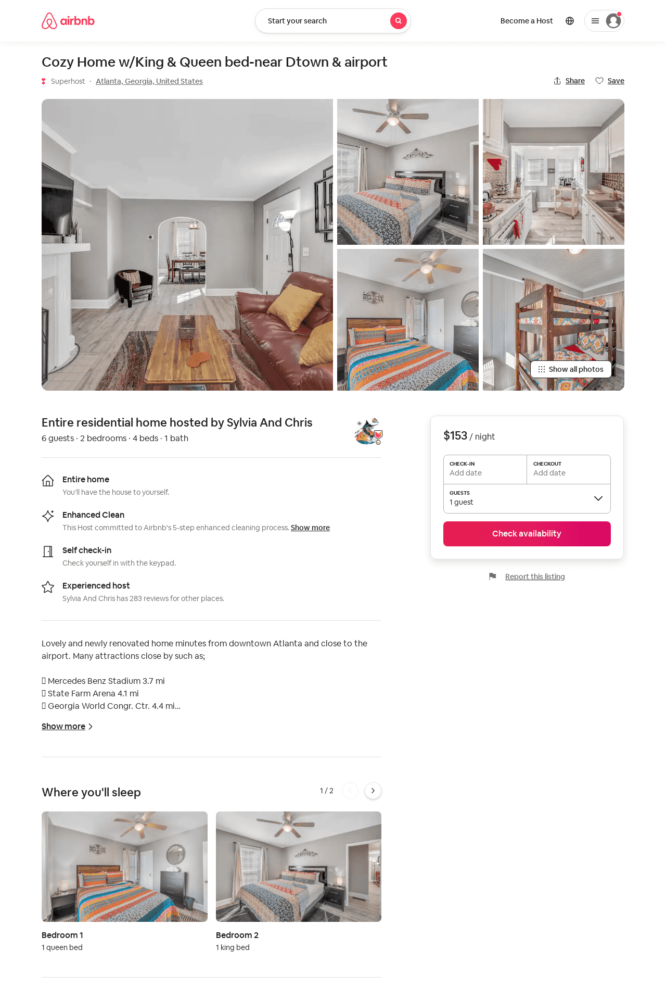 airbnb
Start your search
Become a Host
Cozy Home w/King & Queen bed-near Dtown & airport
Superhost · Atlanta, Georgia, United States
Share
Save
BELIEVE
Show all photos
Entire residential home hosted by Sylvia And Chris
6 guests · 2 bedrooms · 4 beds · 1 bath
Entire home
You’ll have the house to yourself.
Enhanced Clean
This Host committed to Airbnb's 5-step enhanced cleaning process. Show more
Self check-in
Check yourself in with the keypad.
Experienced host
Sylvia And Chris has 283 reviews for other places.
$153 / night
CHECK-IN
Add date
CHECKOUT
Add date
GUESTS
1 guest
Check availability
Report this listing
Lovely and newly renovated home minutes from downtown Atlanta and close to the
airport. Many attractions close by such as;
Mercedes Benz Stadium 3.7 mi
State Farm Arena 4.1 mi
Georgia World Congr. Ctr. 4.4 mi…
Show more
Where you'll sleep
1 / 2
BELIEVE
Bedroom 1
1 queen bed
Bedroom 2
1 king bed